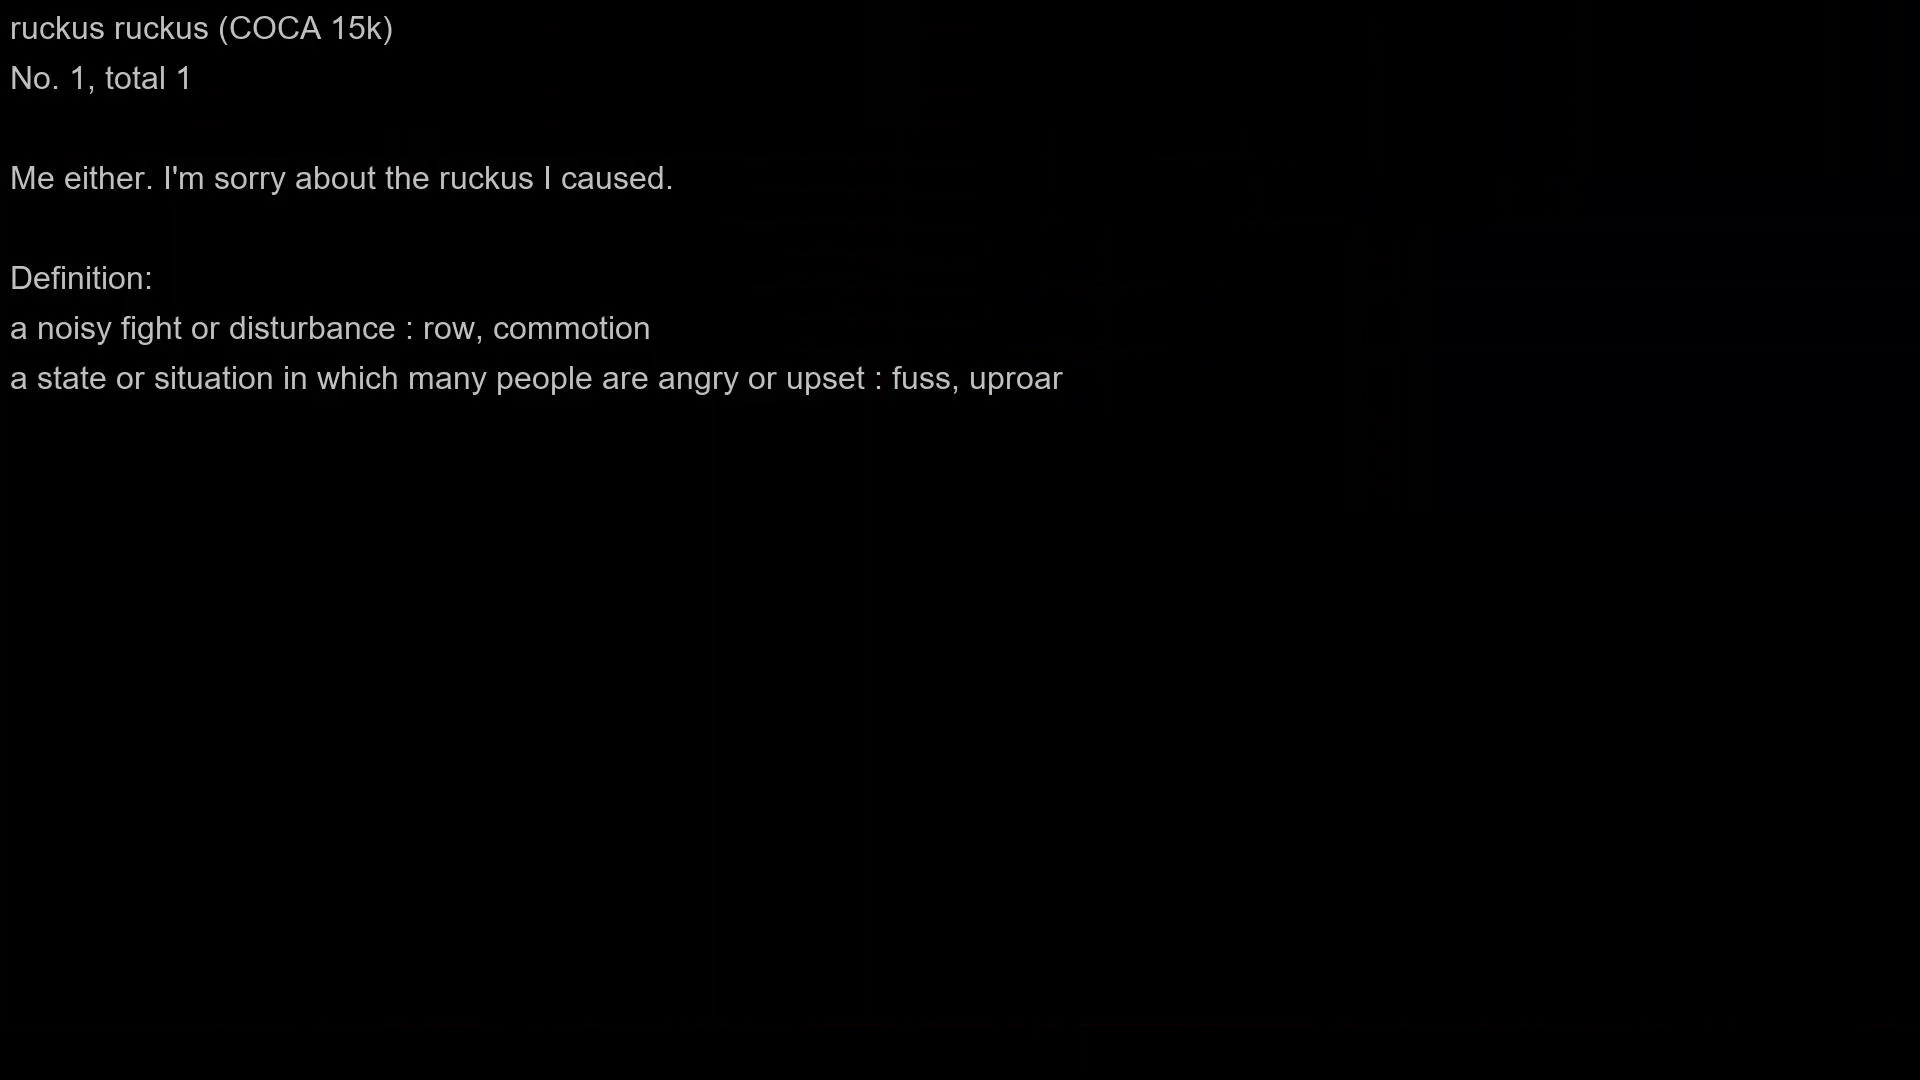 ruckus ruckus (COCA 15k)
No. 1, total 1
Me either. I'm sorry about the ruckus I caused.
Definition:
a noisy fight or disturbance : row, commotion
a state or situation in which many people are angry or upset : fuss, uproar